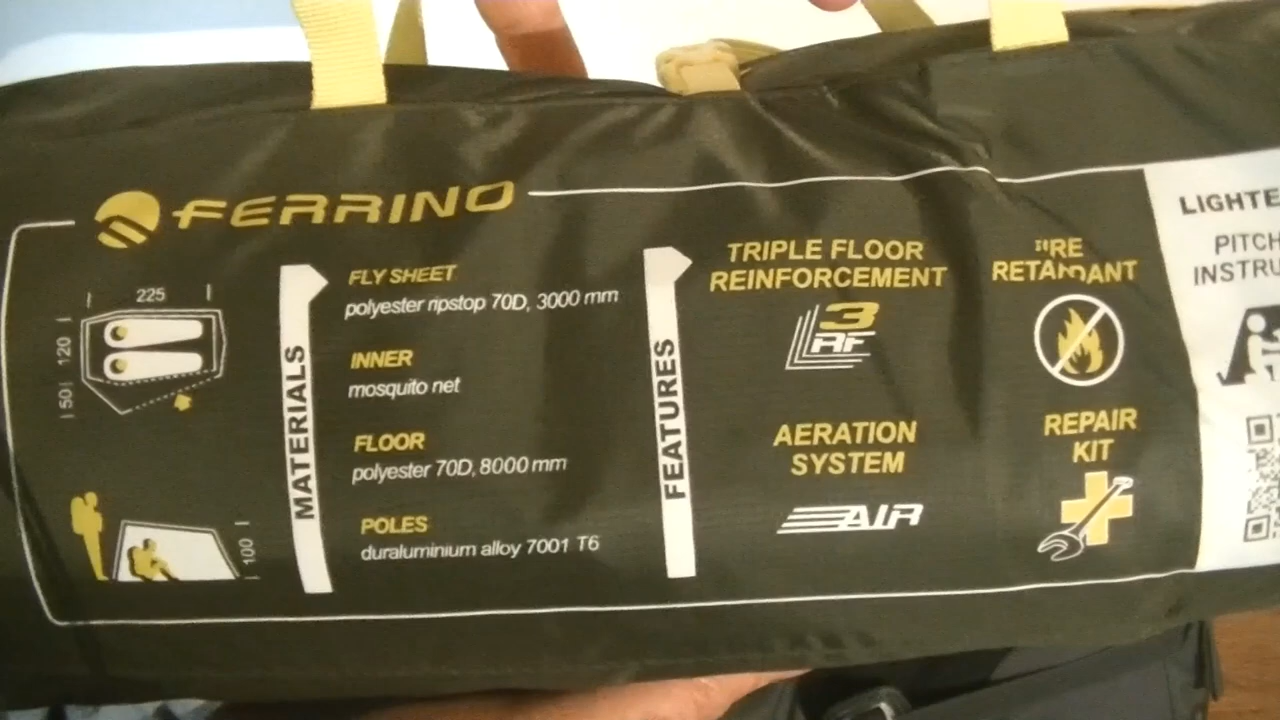 FERRINO
225
120
50
100
MATERIALS
FLY SHEET
polyester ripstop 70D, 3000 mm
INNER
mosquito net
FLOOR
polyester 70D, 8000 mm
POLES
duraluminium alloy 7001 T6
FEATURES
TRIPLE FLOOR
REINFORCEMENT
3
RF
FIRE
RETARDANT
AERATION
SYSTEM
AIR
REPAIR
KIT
LIGHTE
PITCH
INSTRU